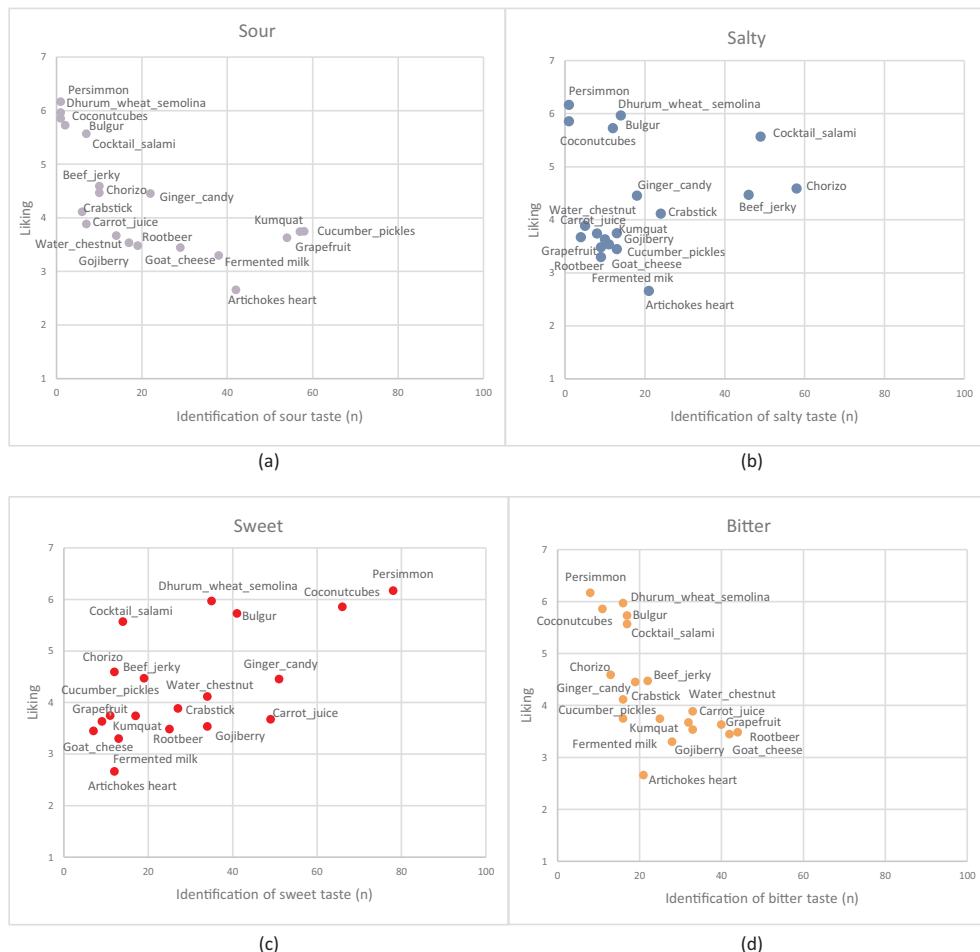 Sour
7
Persimmon
Dhurum_wheat_semolina
6
Coconutcubes
Bulgur
Cocktail_salami
5
Beef_jerky
Chorizo
Ginger_candy
Liking
4
Crabstick
Carrot_juice
Kumquat
Cucumber_pickles
Water_chestnut
Rootbeer
Grapefruit
Gojiberry
Goat_cheese
Fermented milk
3
Artichokes heart
2
1
0 20 40 60 80 100
Identification of sour taste (n)
(a)
Salty
7
Persimmon
Dhurum_wheat_semolina
6
Bulgur
Coconutcubes
Cocktail_salami
5
Ginger_candy
Chorizo
Beef_jerky
Liking
4
Water_chestnut
Crabstick
Carrot_juice
Kumquat
Gojiberry
Grapefruit
Cucumber_pickles
Rootbeer
Goat_cheese
3
Fermented mik
Artichokes heart
2
1
0 20 40 60 80 100
Identification of salty taste (n)
(b)
Sweet
7
Persimmon
Dhurum_wheat_semolina
Coconutcubes
6
Cocktail_salami
Bulgur
5
Chorizo
Beef_jerky
Ginger_candy
Cucumber_pickles
Water_chestnut
Liking
4
Grapefruit
Crabstick
Carrot_juice
Kumquat
Rootbeer
Gojiberry
Goat_cheese
3
Fermented milk
Artichokes heart
2
1
0 20 40 60 80 100
Identification of sweet taste (n)
(c)
Bitter
7
Persimmon
Dhurum_wheat_semolina
6
Coconutcubes
Bulgur
Cocktail_salami
5
Chorizo
Beef_jerky
Ginger_candy
Crabstick
Water_chestnut
Liking
4
Cucumber_pickles
Carrot_juice
Kumquat
Grapefruit
Rootbeer
Fermented milk
Gojiberry
Goat_cheese
3
Artichokes heart
2
1
0 20 40 60 80 100
Identification of bitter taste (n)
(d)